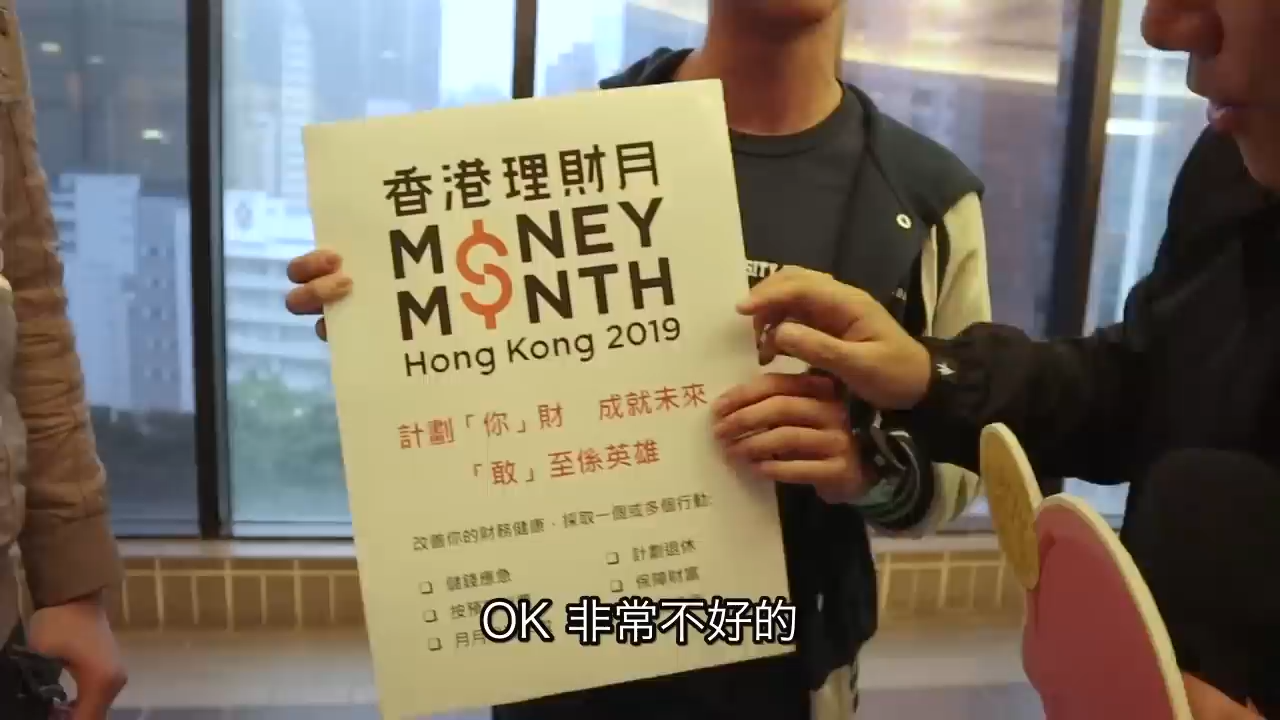 香港理財月
MONEY
MONTH
Hong Kong 2019
計劃「你」財 成就未來
「敢」至係英雄
改善你的財務健康，採取一個或多個行動:
儲錢應急
計劃退休
保障財富
OK 非常不好的